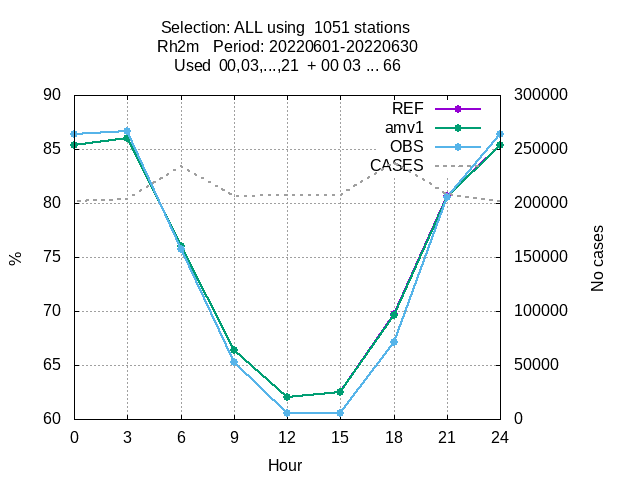 Selection: ALL using  1051 stations
Rh2m   Period: 20220601-20220630
Used  00,03,...,21  + 00 03 ... 66
90 300000
REF
amv1
85 OBS 250000
CASES
80 200000
75 150000
%
No cases
70 100000
65 50000
60 0
0 3 6 9 12 15 18 21 24
Hour